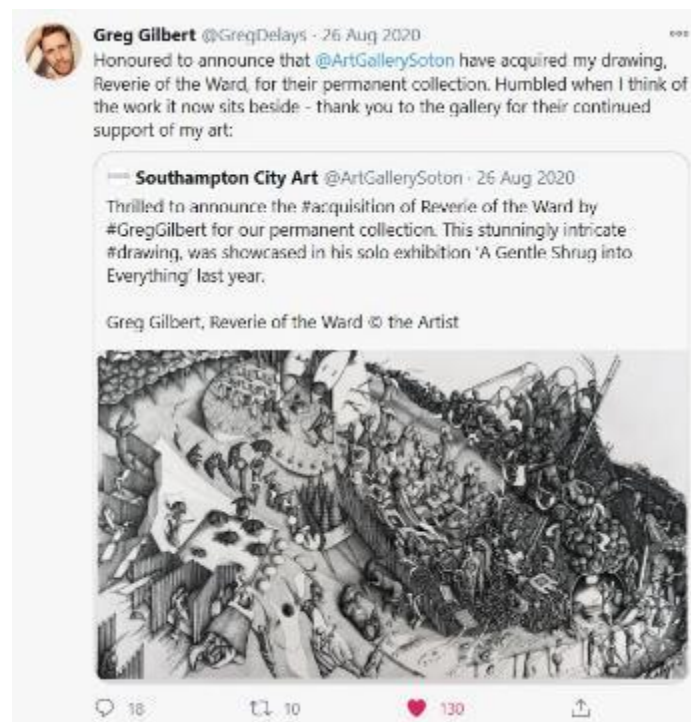 Greg Gilbert @GregDelays · 26 Aug 2020
Honoured to announce that @ArtGallerySoton have acquired my drawing,
Reverie of the Ward, for their permanent collection. Humbled when I think of
the work it now sits beside - thank you to the gallery for their continued
support of my art:
Southampton City Art @ArtGallerySoton · 26 Aug 2020
Thrilled to announce the #acquisition of Reverie of the Ward by
#GregGilbert for our permanent collection. This stunningly intricate
#drawing, was showcased in his solo exhibition 'A Gentle Shrug into
Everything' last year.
Greg Gilbert, Reverie of the Ward © the Artist
18 10 130